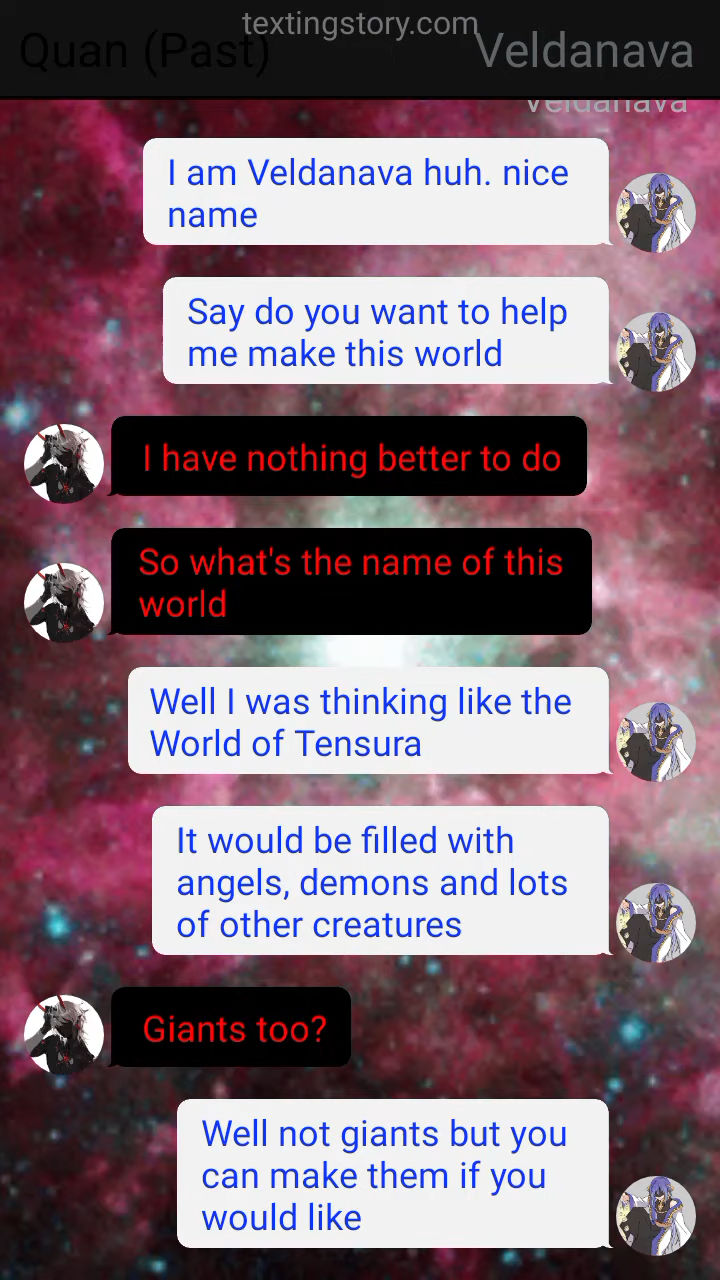 textingstory.com
Quan (Past) Veldanava
Veldanava
I am Veldanava huh. nice
name
Say do you want to help
me make this world
I have nothing better to do
So what's the name of this
world
Well I was thinking like the
World of Tensura
It would be filled with
angels, demons and lots
of other creatures
Giants too?
Well not giants but you
can make them if you
would like